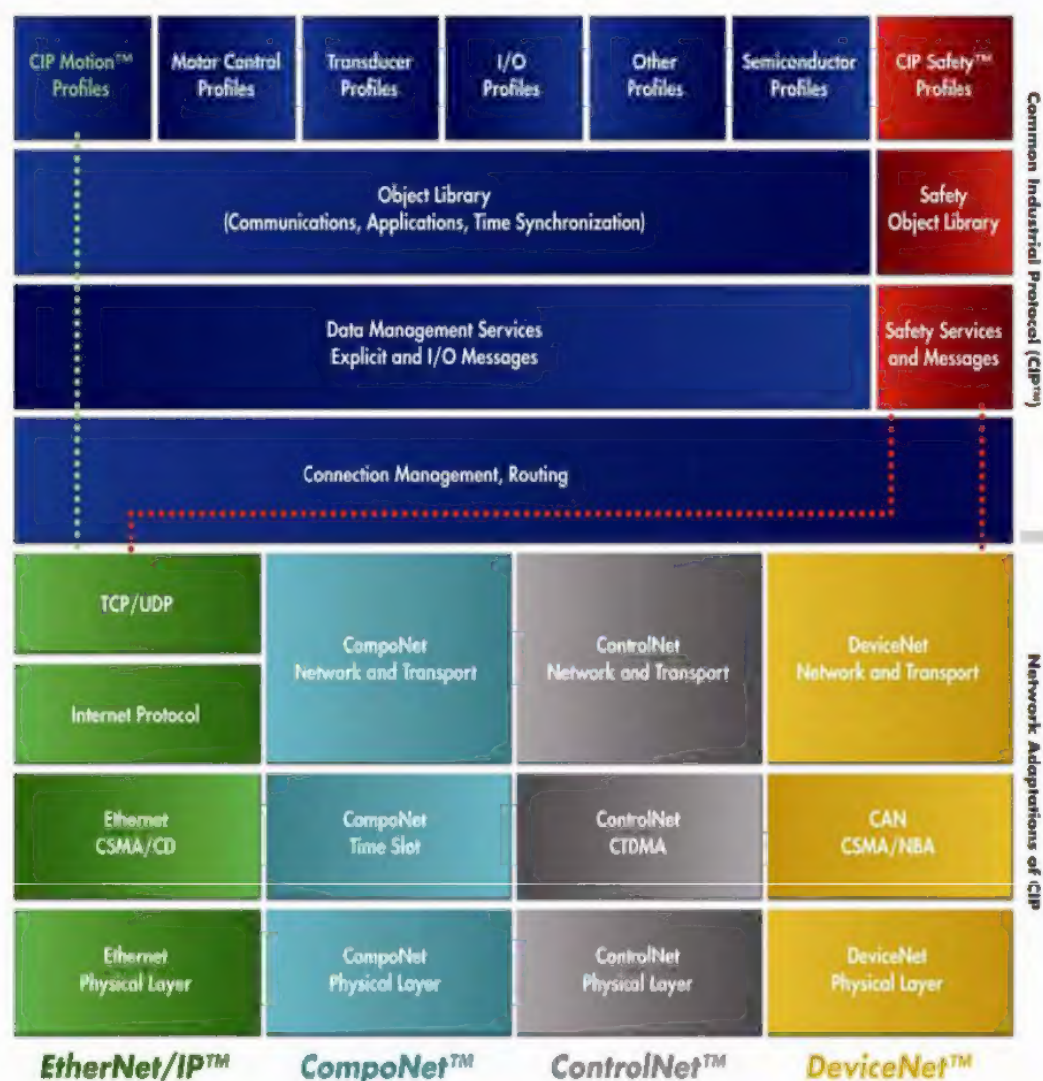 CIP Motion™
Profiles
Motor Control
Profiles
Transducer
Profiles
I/O
Profiles
Other
Profiles
Semiconductor
Profiles
CIP Safety™
Profiles
Common Industrial Protocol (CIP™)
Object Library
(Communications, Applications, Time Synchronization)
Safety
Object Library
Data Management Services
Explicit and I/O Messages
Safety Services
and Messages
Connection Management, Routing
TCP/UDP
Internet Protocol
CompoNet
Network and Transport
ControlNet
Network and Transport
DeviceNet
Network and Transport
Network Adaptations of CIP
Ethernet
CSMA/CD
CompoNet
Time Slot
ControlNet
CTDMA
CAN
CSMA/NBA
Ethernet
Physical Layer
CompoNet
Physical Layer
ControlNet
Physical Layer
DeviceNet
Physical Layer
EtherNet/IP™
CompoNet™
ControlNet™
DeviceNet™